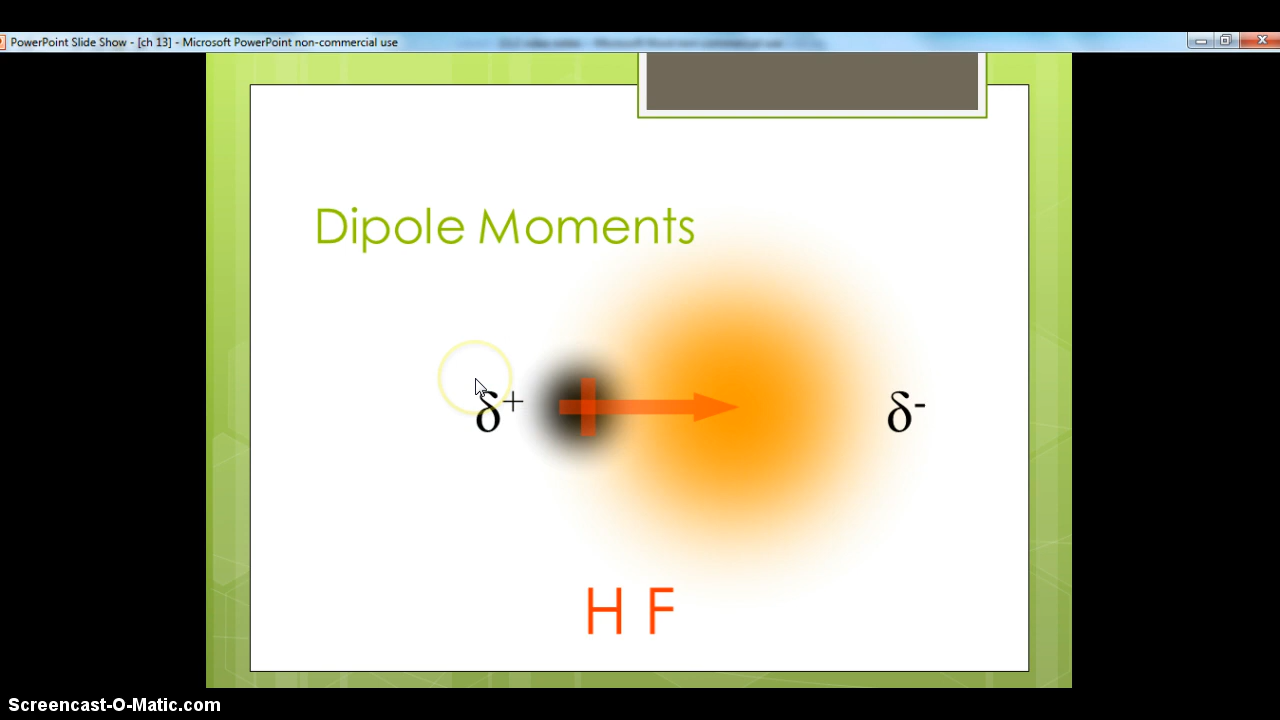 PowerPoint Slide Show - [ch 13] - Microsoft PowerPoint non-commercial use
Dipole Moments
δ+ δ-
H F
Screencast-O-Matic.com